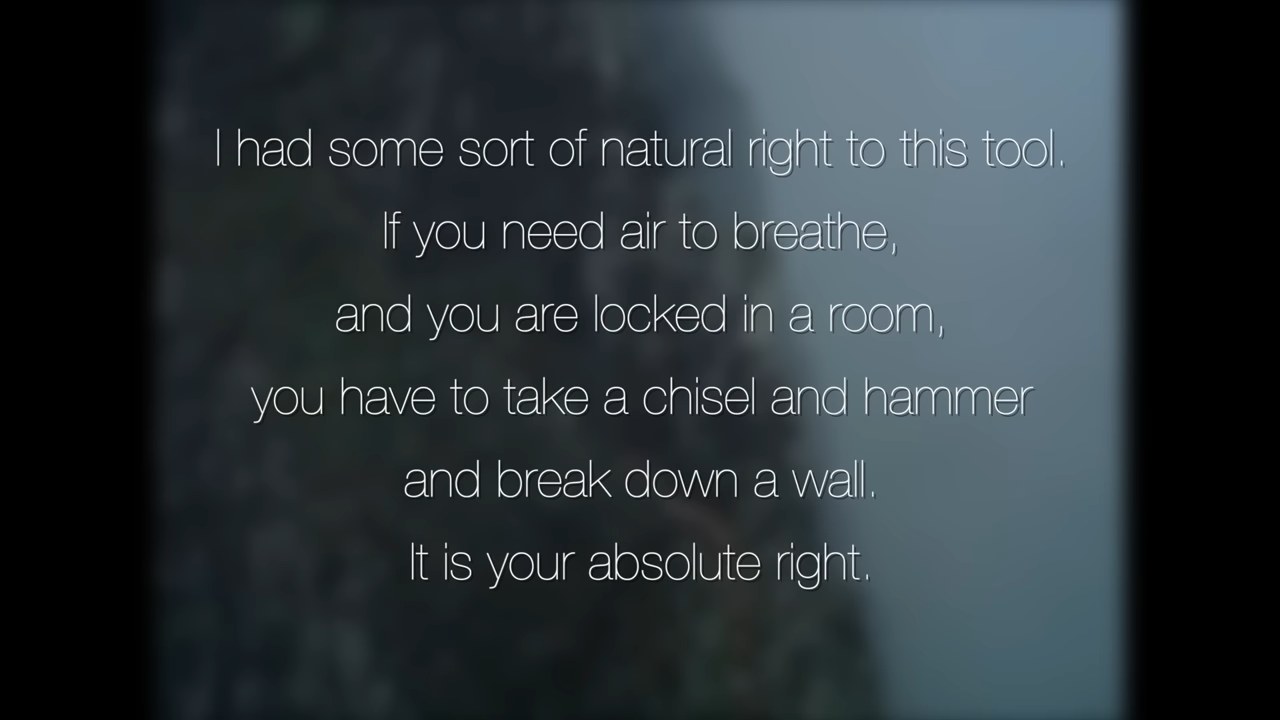 I had some sort of natural right to this tool.
If you need air to breathe,
and you are locked in a room,
you have to take a chisel and hammer
and break down a wall.
It is your absolute right.